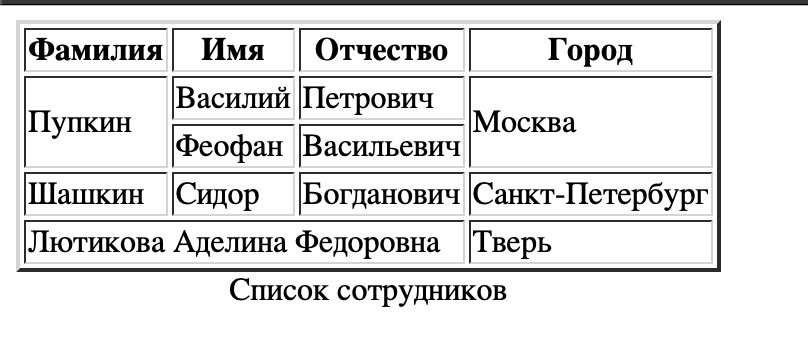 Фамилия Имя Отчество Город
Пупкин Василий Петрович Москва
Феофан Васильевич
Шашкин Сидор Богданович Санкт-Петербург
Лютикова Аделина Федоровна Тверь
Список сотрудников